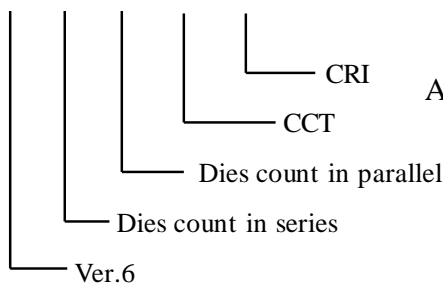 CRI
A
CCT
Dies count in parallel
Dies count in series
Ver.6